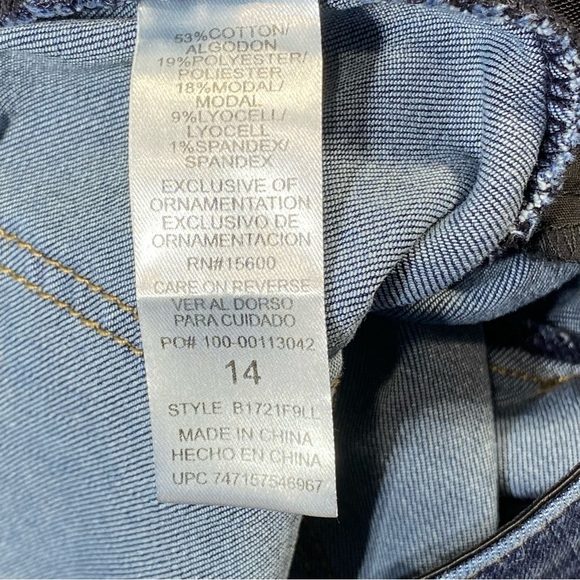 53%COTTON/
ALGODON
19%POLYESTER/
POLIESTER
18%MODAL/
MODAL
9%LYOCELL/
LYOCELL
1%SPANDEX/
SPANDEX
EXCLUSIVE OF
ORNAMENTATION
EXCLUSIVO DE
ORNAMENTACION
RN#15600
CARE ON REVERSE
VER AL DORSO
PARA CUIDADO
PO# 100-00113042
14
STYLE B1721F9LL
MADE IN CHINA
HECHO EN CHINA
UPC 747157546967